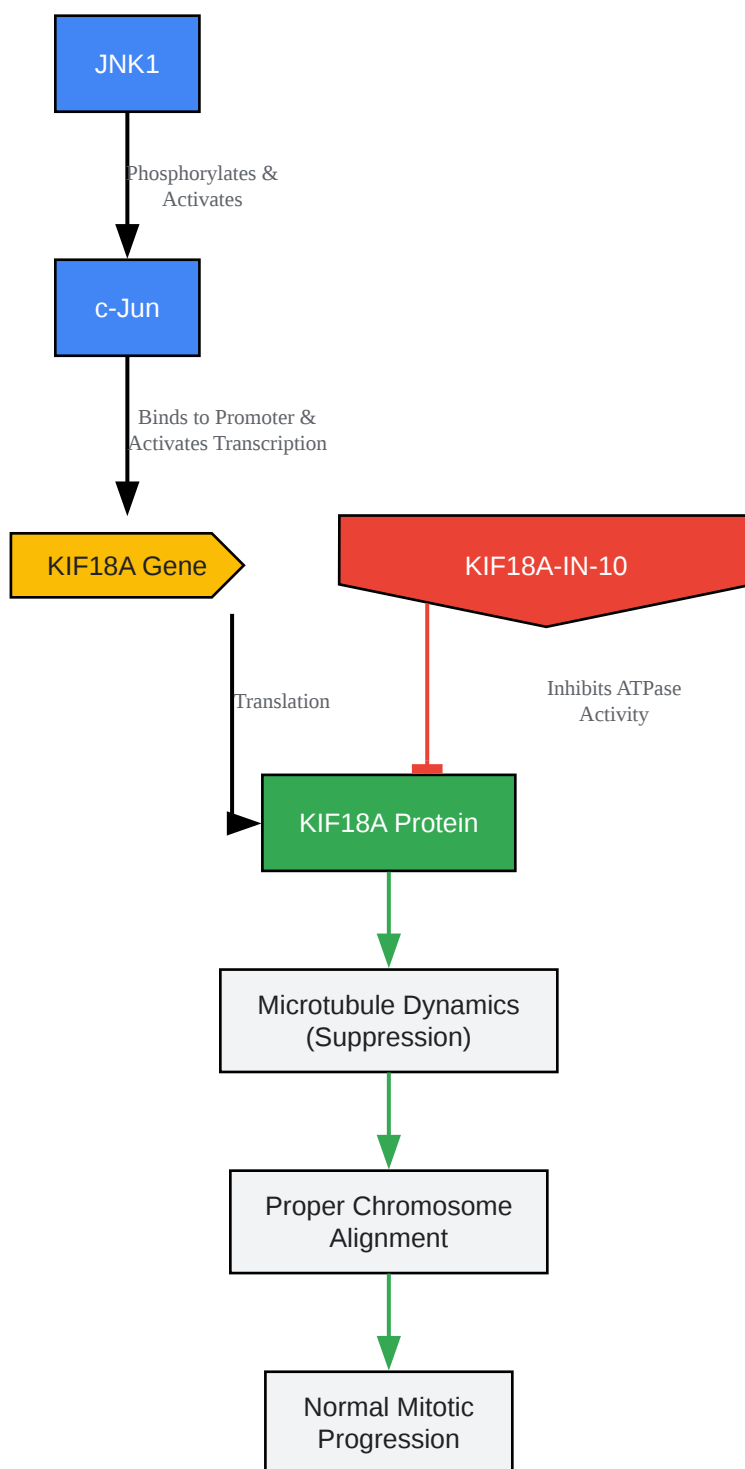 JNK1
Phosphorylates &
Activates
c-Jun
Binds to Promoter &
Activates Transcription
KIF18A Gene
KIF18A-IN-10
Translation
Inhibits ATPase
Activity
KIF18A Protein
Microtubule Dynamics
(Suppression)
Proper Chromosome
Alignment
Normal Mitotic
Progression